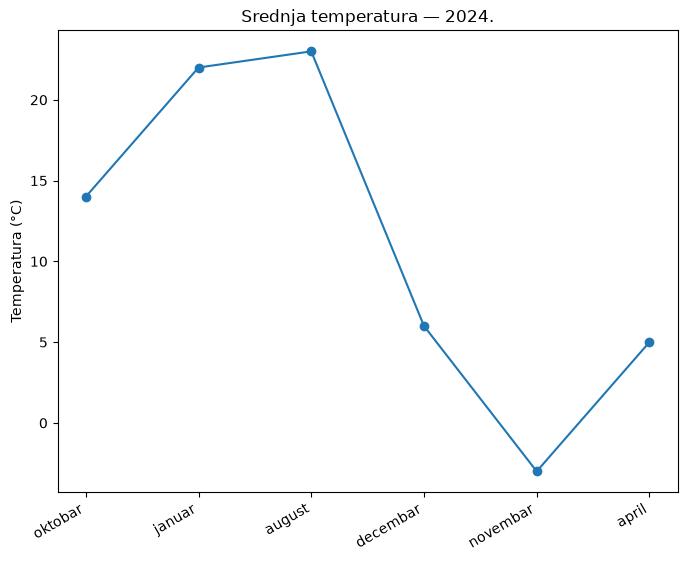 Srednja temperatura — 2024.
Temperatura (°C)
20
15
10
5
0
oktobar
januar
august
decembar
novembar
april